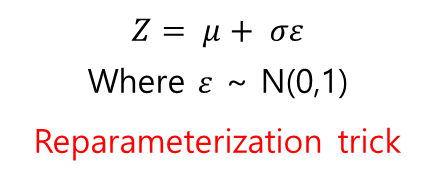 Z = μ + σε
Where ε ~ N(0,1)
Reparameterization trick